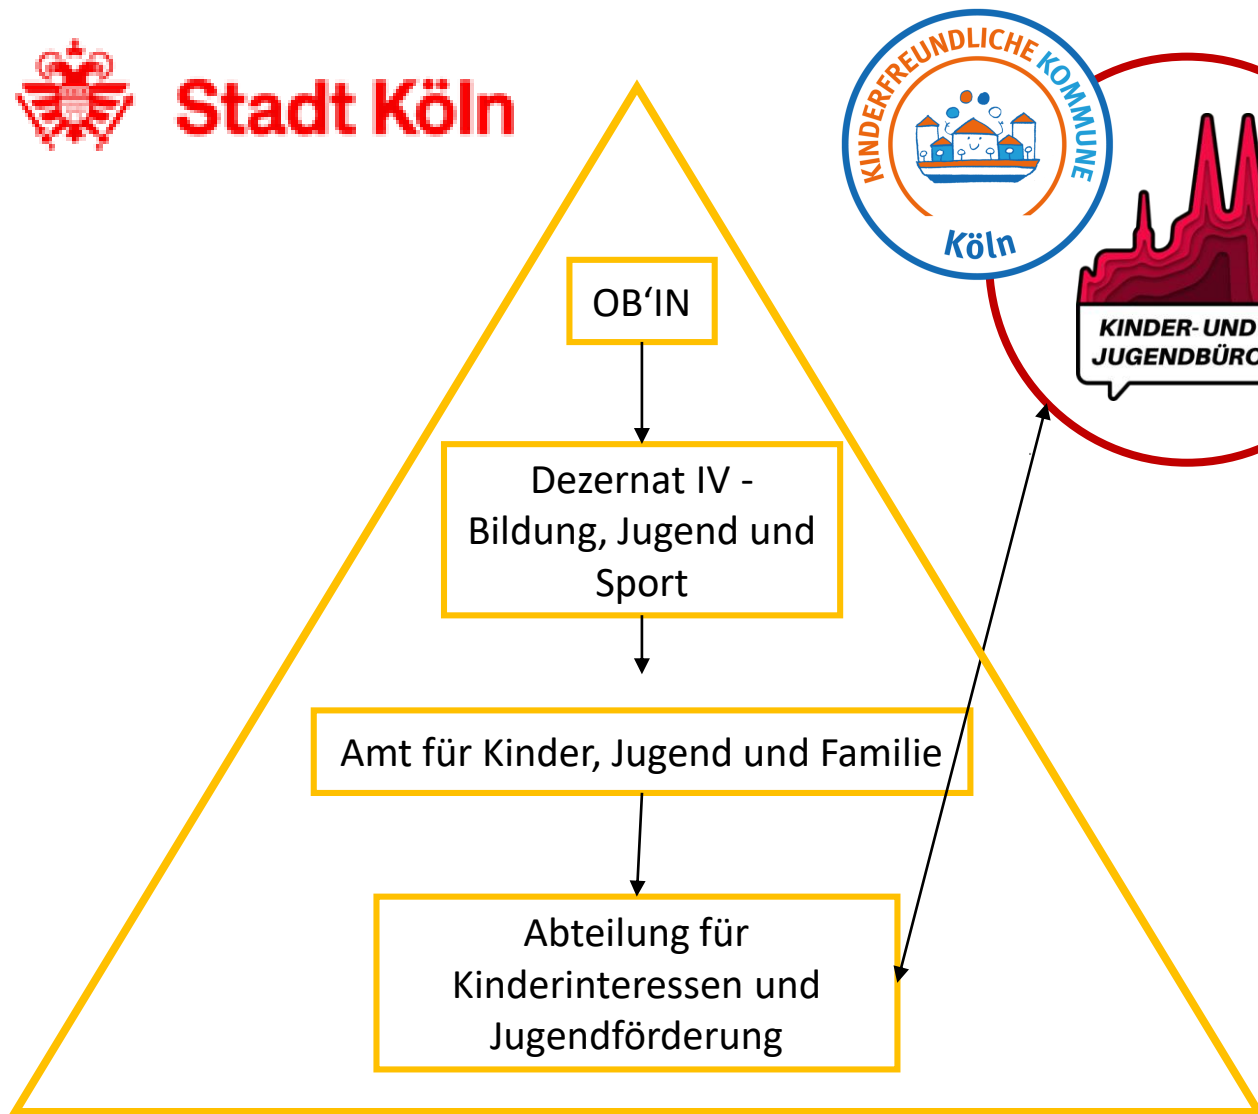 Stadt Köln
KINDERFREUNDLICHE KOMMUNE
Köln
KINDER- UND
JUGENDBÜRO
OB‘IN
Dezernat IV -
Bildung, Jugend und
Sport
Amt für Kinder, Jugend und Familie
Abteilung für
Kinderinteressen und
Jugendförderung